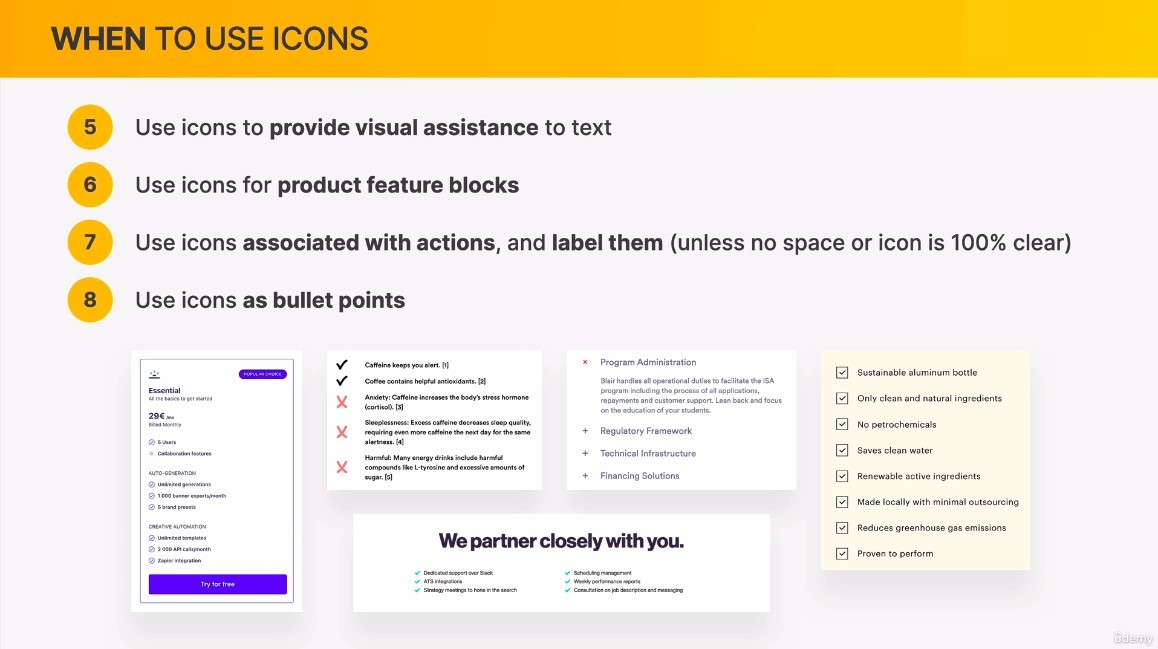 WHEN TO USE ICONS
5 Use icons to provide visual assistance to text
6 Use icons for product feature blocks
7 Use icons associated with actions, and label them (unless no space or icon is 100% clear)
8 Use icons as bullet points
POPULAR CHOICE
Essential
All the basics to get started
29€ /mo
Billed Monthly
5 Users
Collaboration features
AUTO-GENERATION
Unlimited generations
1 000 banner exports/month
5 brand presets
CREATIVE AUTOMATION
Unlimited templates
2 000 API calls/month
Zapier integration
Try for free
Caffeine keeps you alert. [1]
Coffee contains helpful antioxidants. [2]
Anxiety: Caffeine increases the body's stress hormone
(cortisol). [3]
Sleeplessness: Excess caffeine decreases sleep quality,
requiring even more caffeine the next day for the same
alertness. [4]
Harmful: Many energy drinks include harmful
compounds like L-tyrosine and excessive amounts of
sugar. [5]
Program Administration
Blair handles all operational duties to facilitate the ISA
program including the process of all applications,
repayments and customer support. Lean back and focus
on the education of your students.
+ Regulatory Framework
+ Technical Infrastructure
+ Financing Solutions
Sustainable aluminum bottle
Only clean and natural ingredients
No petrochemicals
Saves clean water
Renewable active ingredients
Made locally with minimal outsourcing
Reduces greenhouse gas emissions
Proven to perform
We partner closely with you.
Dedicated support over Slack
ATS integrations
Strategy meetings to hone in the search
Scheduling management
Weekly performance reports
Consultation on job description and messaging
ûdemy